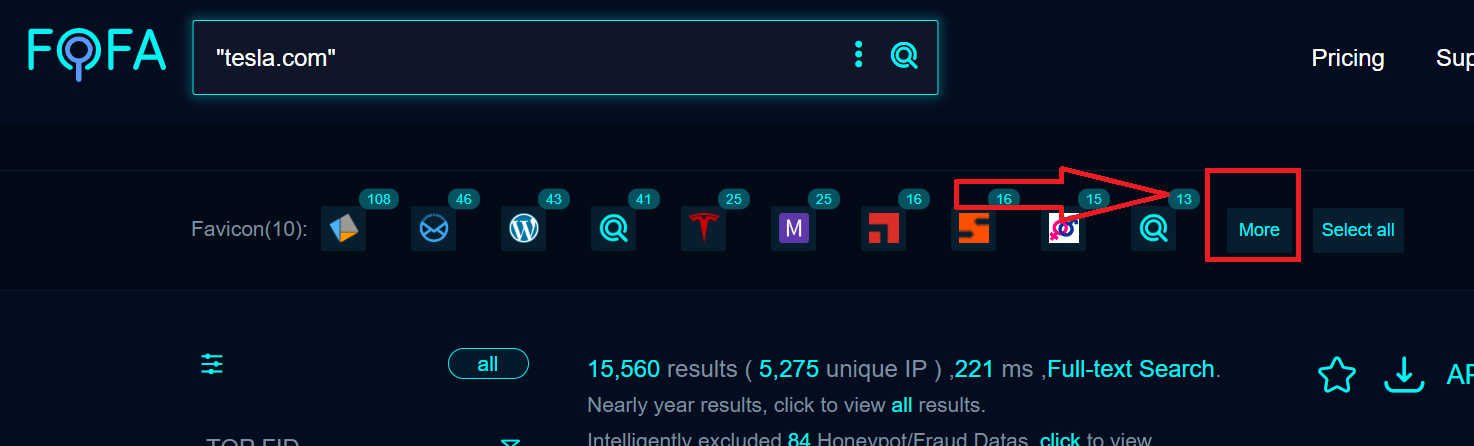 FOFA
"tesla.com"
Pricing
Sup
Favicon(10):
108
46
43
41
25
M
25
16
16
15
13
More
Select all
all
15,560 results ( 5,275 unique IP ) ,221 ms ,Full-text Search.
AP
Nearly year results, click to view all results.
TOP FID
Intelligently excluded 84 Honeypot/Fraud Datas, click to view